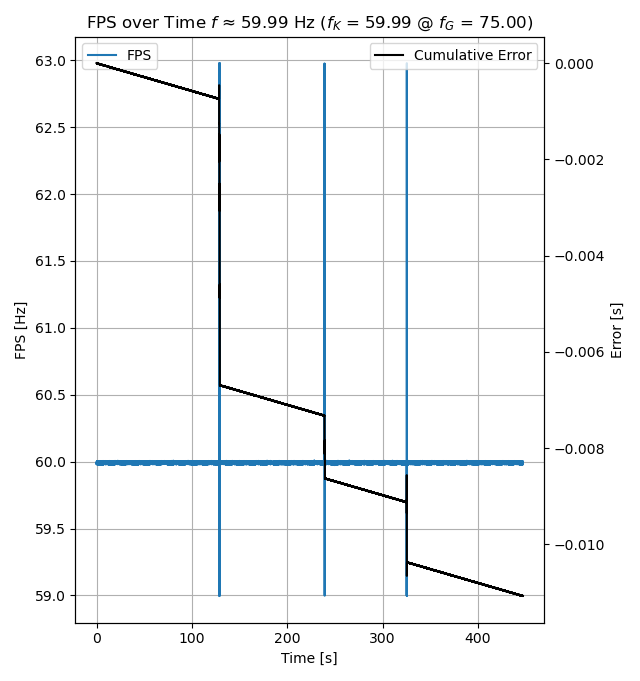 FPS over Time f ≈ 59.99 Hz (f_K = 59.99 @ f_G = 75.00)
FPS
Cumulative Error
63.0
62.5
62.0
61.5
61.0
60.5
60.0
59.5
59.0
FPS [Hz]
0.000
−0.002
−0.004
−0.006
−0.008
−0.010
Error [s]
0 100 200 300 400
Time [s]